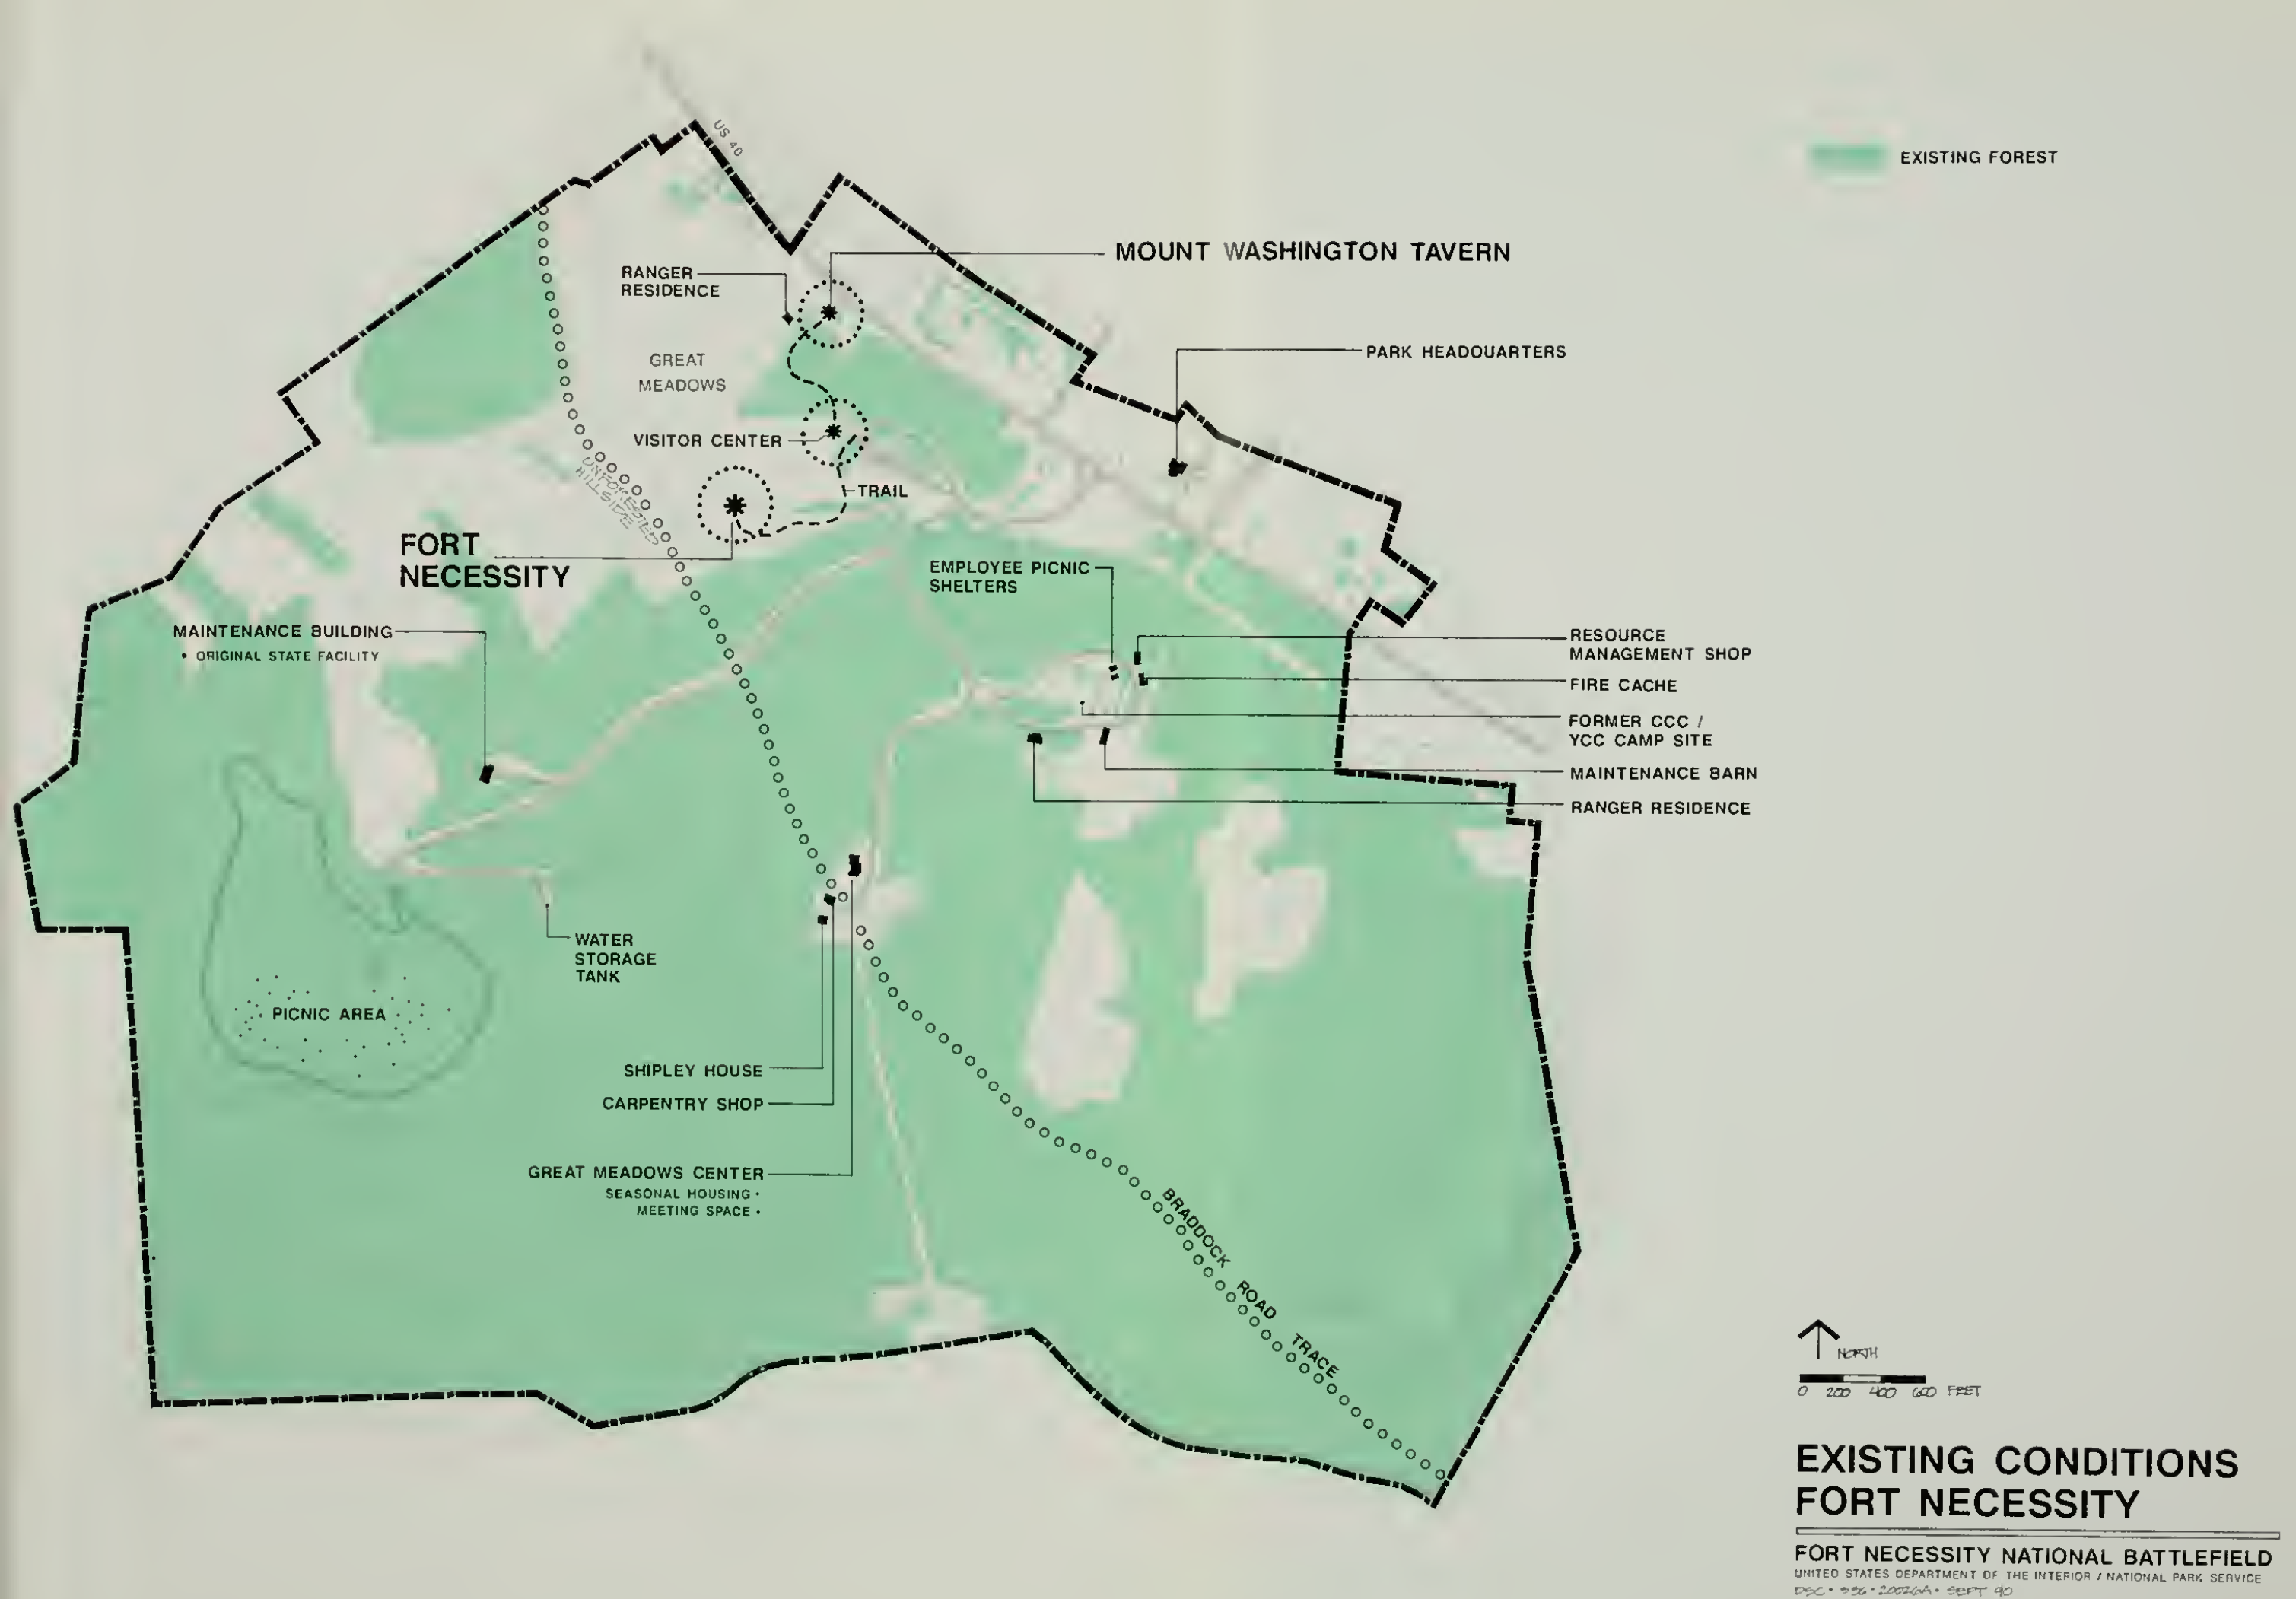 US 40
EXISTING FOREST
MOUNT WASHINGTON TAVERN
RANGER
RESIDENCE
GREAT
MEADOWS
PARK HEADQUARTERS
VISITOR CENTER
TRAIL
UNFORESTED
HILLSIDE
FORT
NECESSITY
EMPLOYEE PICNIC
SHELTERS
MAINTENANCE BUILDING
• ORIGINAL STATE FACILITY
RESOURCE
MANAGEMENT SHOP
FIRE CACHE
FORMER CCC /
YCC CAMP SITE
MAINTENANCE BARN
RANGER RESIDENCE
WATER
STORAGE
TANK
PICNIC AREA
SHIPLEY HOUSE
CARPENTRY SHOP
GREAT MEADOWS CENTER
SEASONAL HOUSING •
MEETING SPACE •
BRADDOCK ROAD TRACE
NORTH
0 200 400 600 FEET
EXISTING CONDITIONS
FORT NECESSITY
FORT NECESSITY NATIONAL BATTLEFIELD
UNITED STATES DEPARTMENT OF THE INTERIOR / NATIONAL PARK SERVICE
DSC • 336 • 20026A • SEPT 90